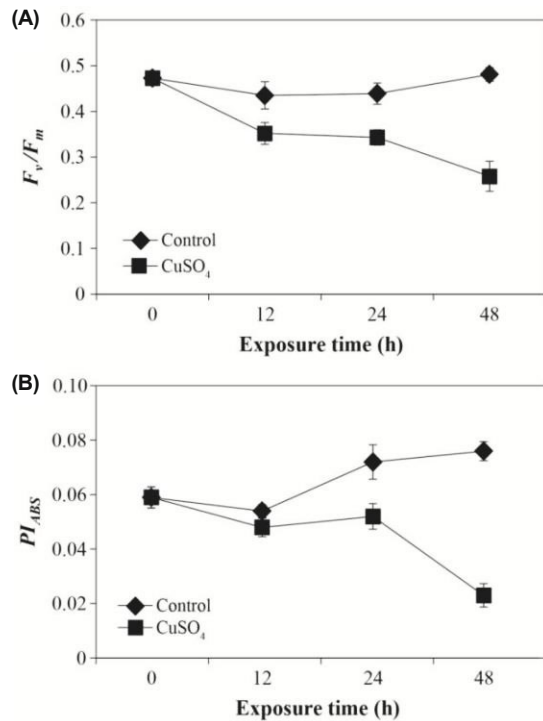 (A)
0.6
0.5
0.4
0.3
0.2
0.1
0
Fv/Fm
Control
CuSO4
0 12 24 48
Exposure time (h)
(B)
0.10
0.08
0.06
0.04
0.02
0
PIABS
Control
CuSO4
0 12 24 48
Exposure time (h)